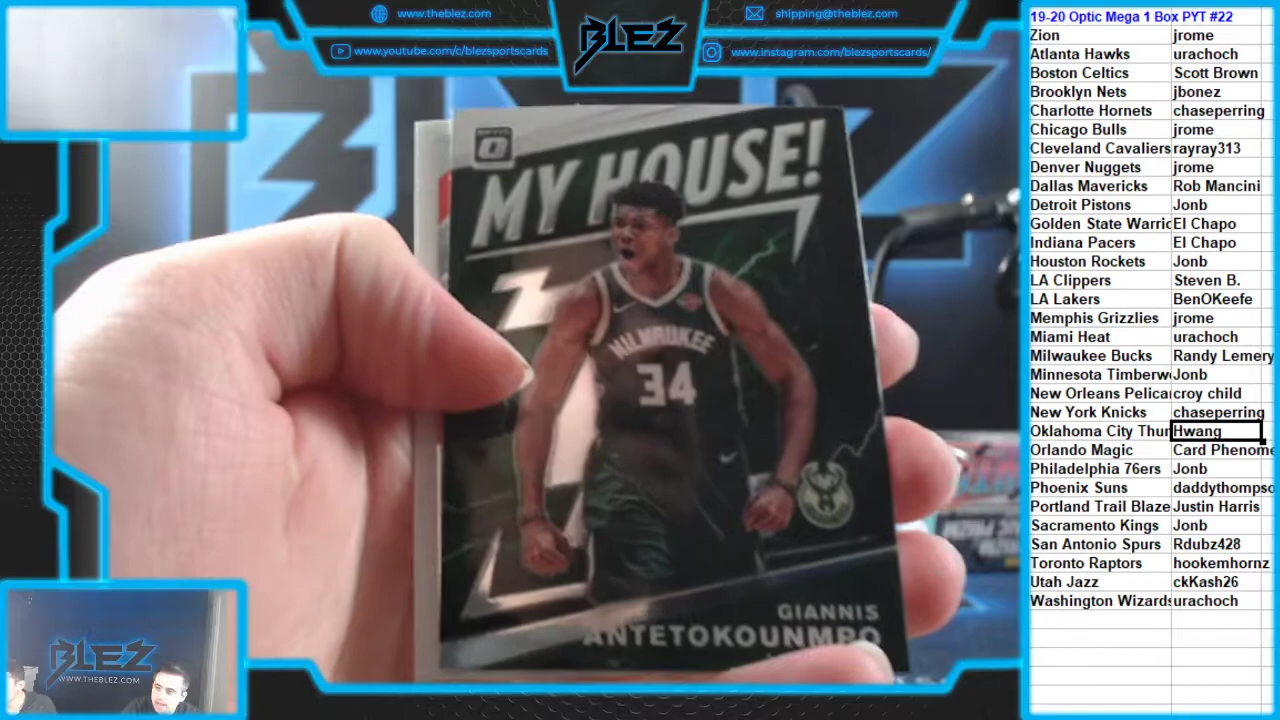 www.theblez.com
shipping@theblez.com
BLEZ
www.youtube.com/c/blezsportscards
www.instagram.com/blezsportscards/
MY HOUSE!
MILWAUKEE
34
GIANNIS
ANTETOKOUNMPO
BLEZ
WWW.THEBLEZ.COM
19-20 Optic Mega 1 Box PYT #22
Zion jrome
Atlanta Hawks urachoch
Boston Celtics Scott Brown
Brooklyn Nets jbonez
Charlotte Hornets chaseperring
Chicago Bulls jrome
Cleveland Cavaliers rayray313
Denver Nuggets jrome
Dallas Mavericks Rob Mancini
Detroit Pistons Jonb
Golden State Warric El Chapo
Indiana Pacers El Chapo
Houston Rockets Jonb
LA Clippers Steven B.
LA Lakers BenOKeefe
Memphis Grizzlies jrome
Miami Heat urachoch
Milwaukee Bucks Randy Lemery
Minnesota Timberw Jonb
New Orleans Pelica croy child
New York Knicks chaseperring
Oklahoma City Thur Hwang
Orlando Magic Card Phenome
Philadelphia 76ers Jonb
Phoenix Suns daddythompso
Portland Trail Blaze Justin Harris
Sacramento Kings Jonb
San Antonio Spurs Rdubz428
Toronto Raptors hookemhornz
Utah Jazz ckKash26
Washington Wizards urachoch